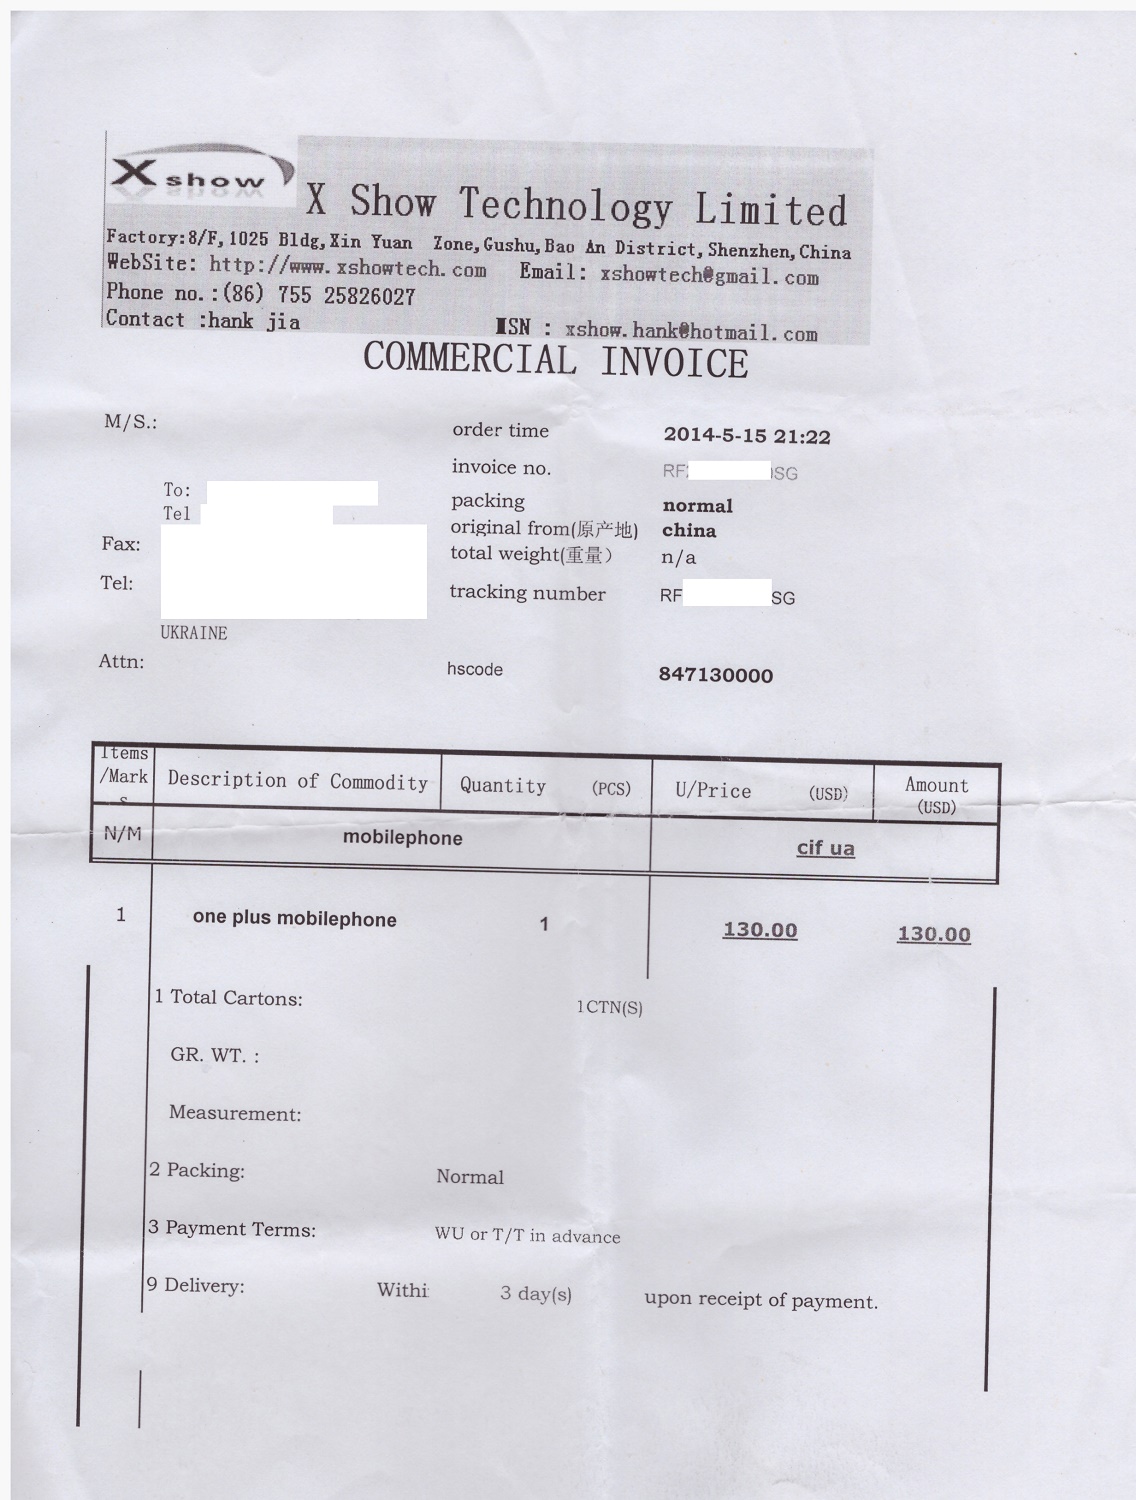 X show
X Show Technology Limited
Factory:8/F,1025 Bldg,Xin Yuan Zone,Gushu,Bao An District,Shenzhen,China
WebSite: http://www.xshowtech.com Email: xshowtech@gmail.com
Phone no.:(86) 755 25826027
Contact :hank jia MSN : xshow.hank@hotmail.com
COMMERCIAL INVOICE
M/S.:
order time 2014-5-15 21:22
invoice no. RF SG
To:
packing normal
Tel
original from(原产地) china
Fax:
total weight(重量) n/a
Tel:
tracking number RF SG
UKRAINE
Attn:
hscode 847130000
Items
/Mark
s
Description of Commodity Quantity (PCS) U/Price (USD) Amount
(USD)
N/M mobilephone cif ua
1 one plus mobilephone 1 130.00 130.00
1 Total Cartons: 1CTN(S)
GR. WT. :
Measurement:
2 Packing: Normal
3 Payment Terms: WU or T/T in advance
9 Delivery: Withi 3 day(s) upon receipt of payment.